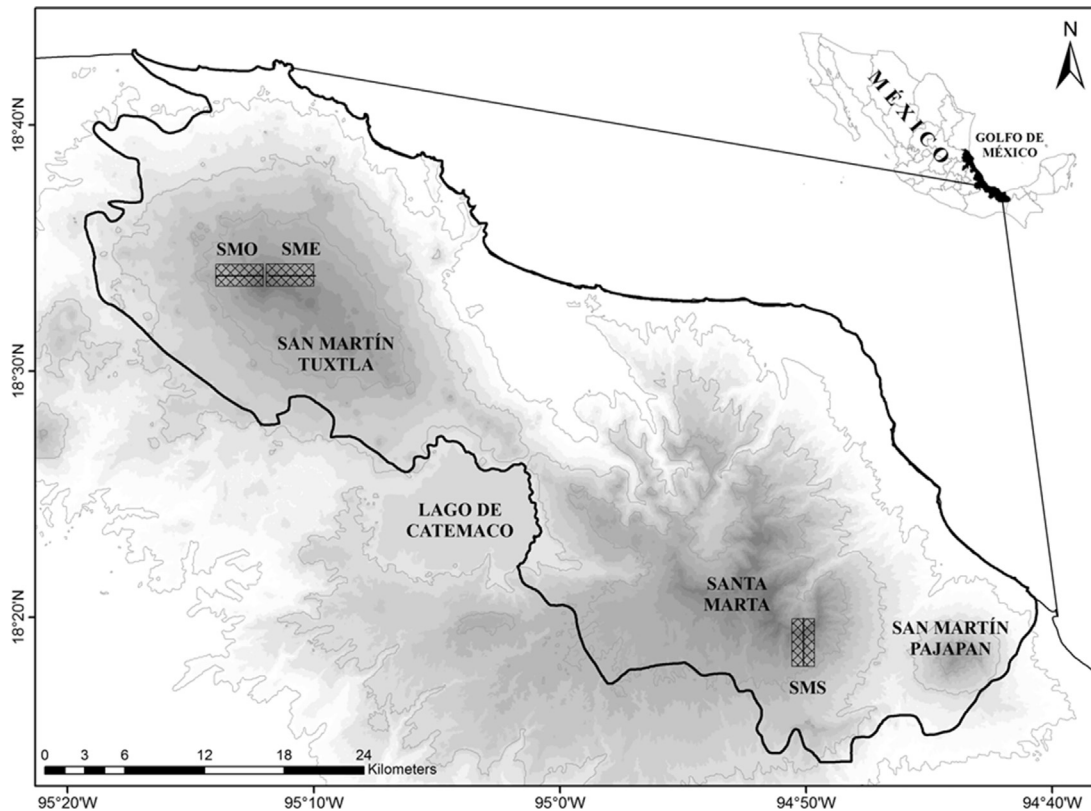 N
MÉXICO
GOLFO DE
MÉXICO
18°40'N
SMO SME
SAN MARTÍN
TUXTLA
18°30'N
LAGO DE
CATEMACO
SANTA
MARTA
18°20'N
SAN MARTÍN
PAJAPAN
SMS
0 3 6 12 18 24
Kilometers
95°20'W 95°10'W 95°0'W 94°50'W 94°40'W